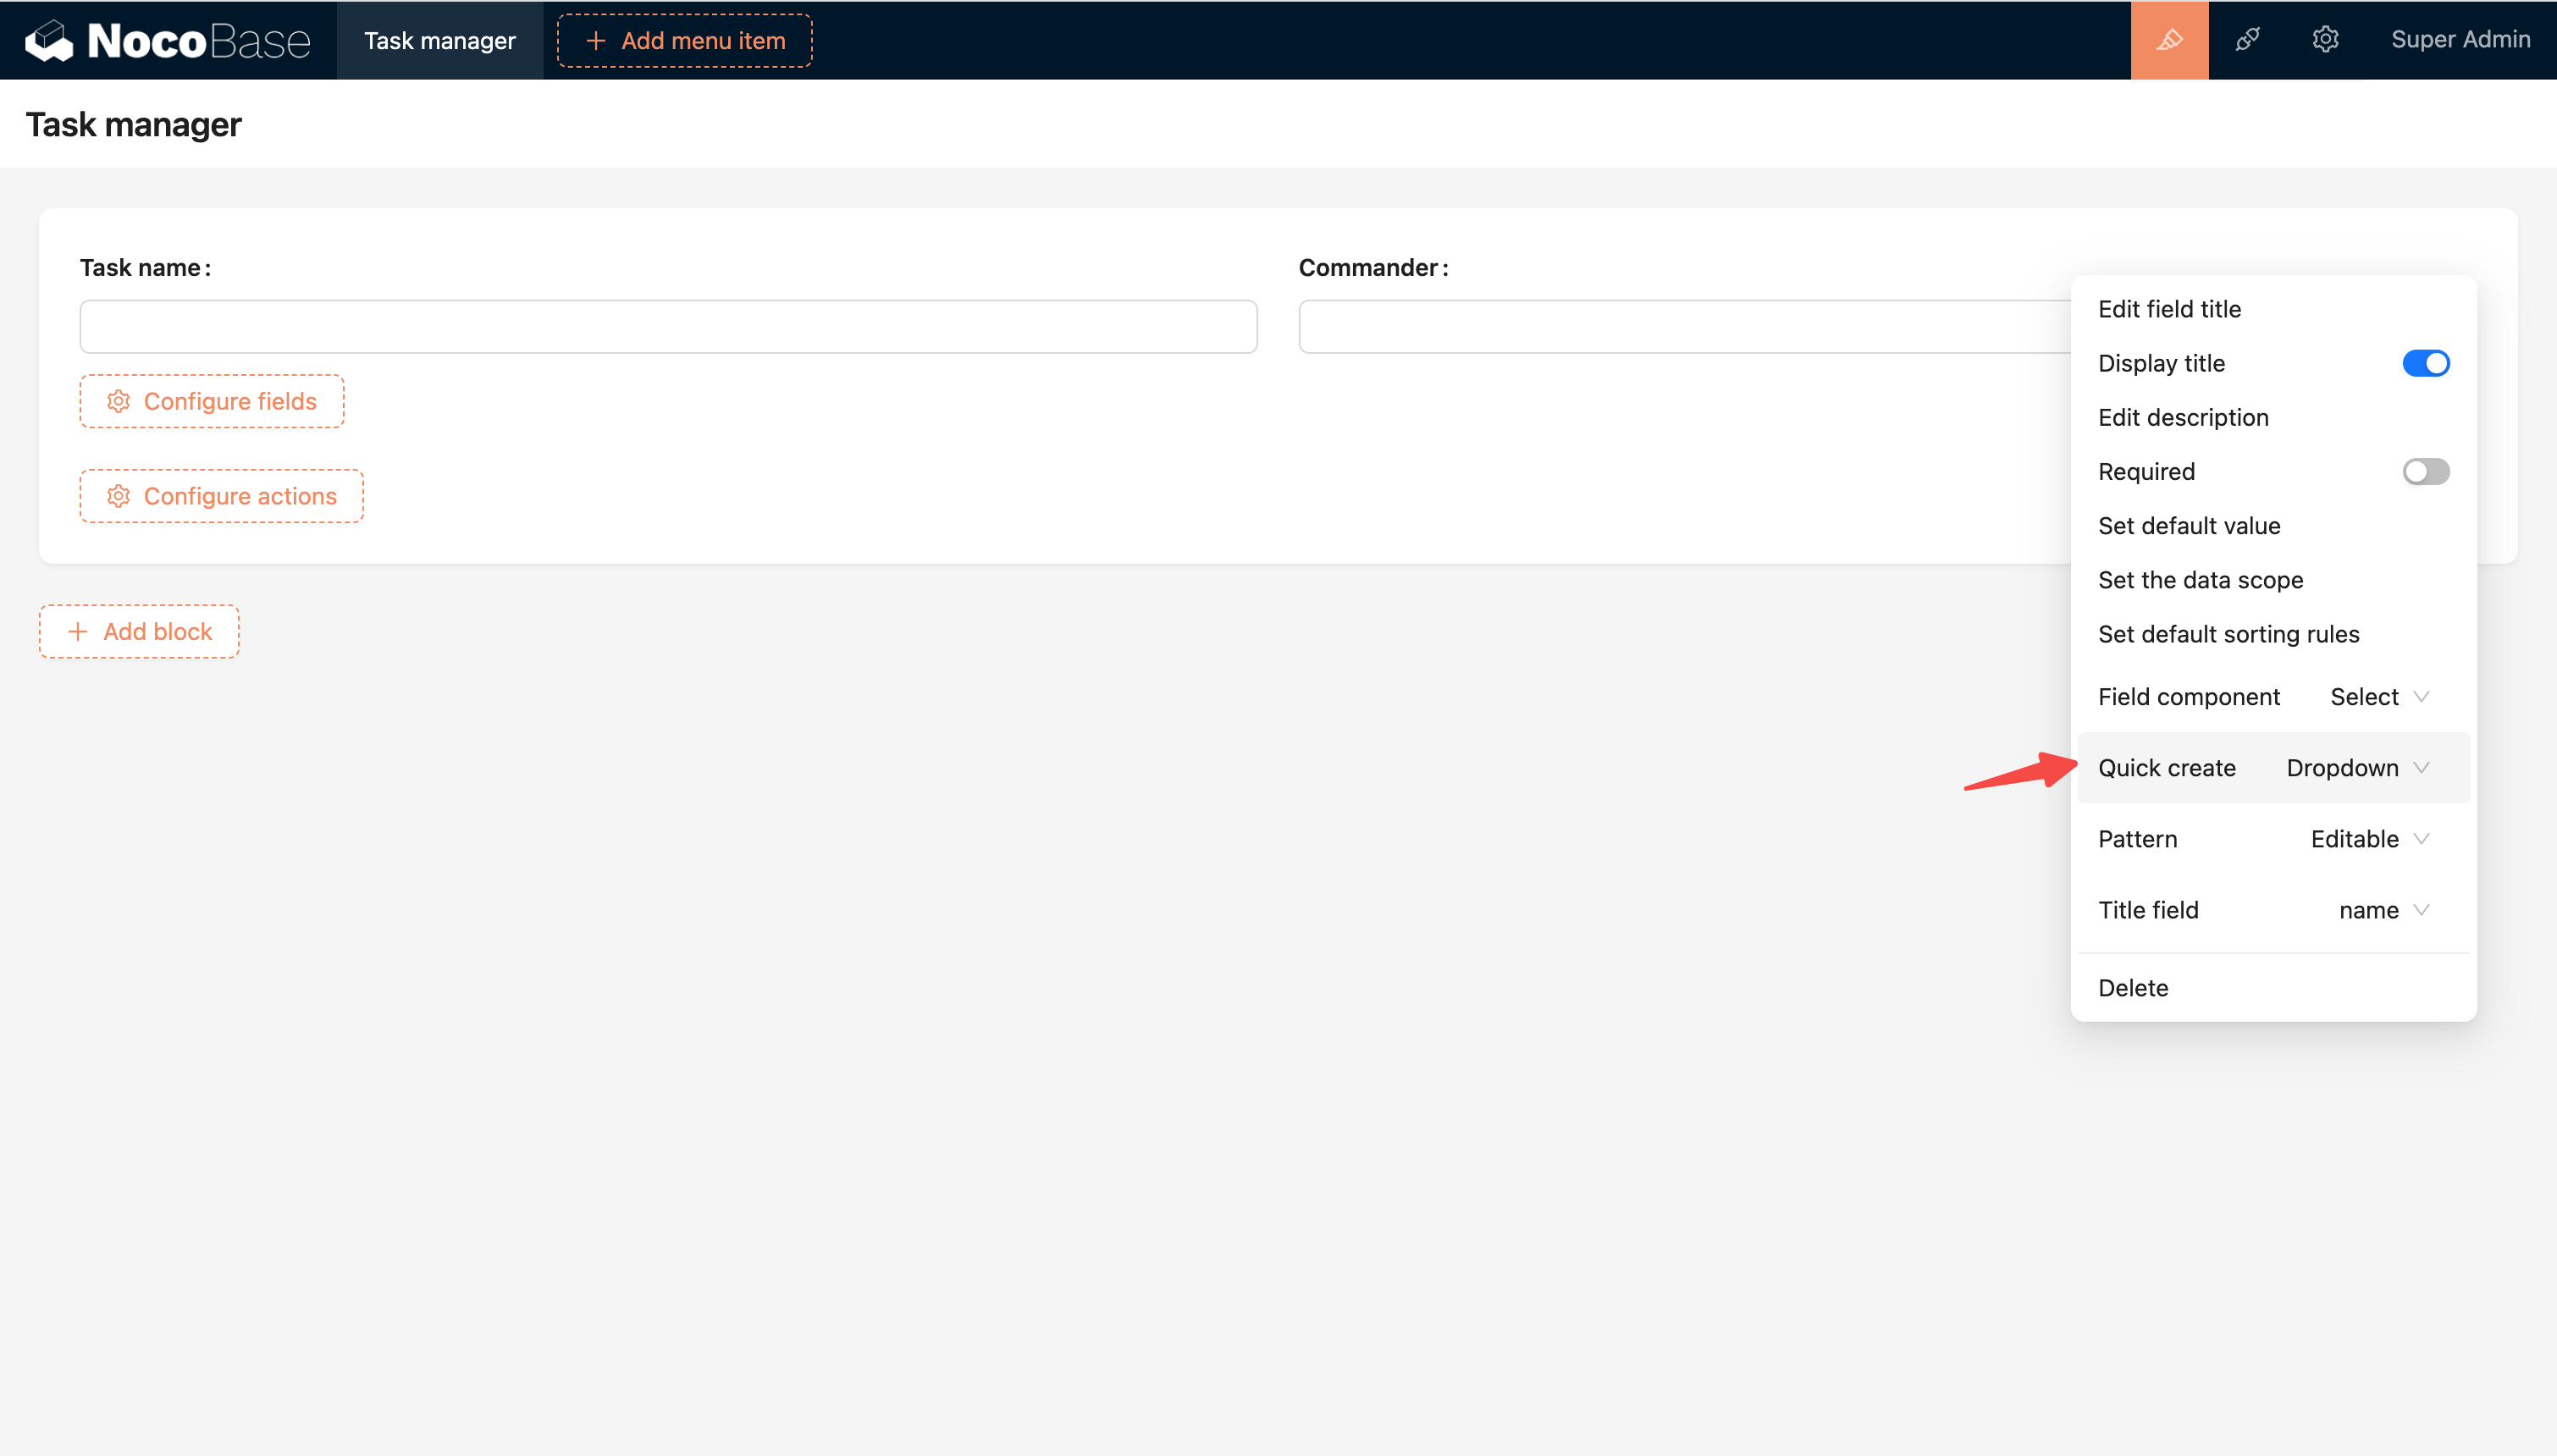 NocoBase Task manager + Add menu item Super Admin
Task manager
Task name: Commander:
Configure fields
Configure actions
+ Add block
Edit field title
Display title
Edit description
Required
Set default value
Set the data scope
Set default sorting rules
Field component Select
Quick create Dropdown
Pattern Editable
Title field name
Delete